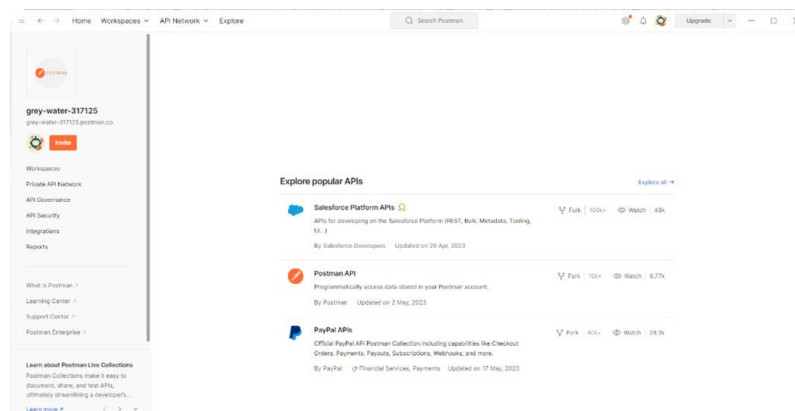 Home Workspaces API Network Explore
Search Postman
Upgrade
POSTMAN
grey-water-317125
grey-water-317125.postman.co
Invite
Workspaces
Private API Network
API Governance
API Security
Integrations
Reports
What is Postman
Learning Center
Support Center
Postman Enterprise
Learn about Postman Live Collections
Postman Collections make it easy to
document, share, and test APIs,
ultimately streamlining a developer's...
Learn more
Explore popular APIs
Explore all →
Salesforce Platform APIs
Fork 100k+ Watch 43k
APIs for developing on the Salesforce Platform (REST, Bulk, Metadata, Tooling,
UI...)
By Salesforce Developers Updated on 26 Apr, 2023
Postman API
Fork 10k+ Watch 6.77k
Programmatically access data stored in your Postman account.
By Postman Updated on 2 May, 2023
PayPal APIs
Fork 40k+ Watch 28.3k
Official PayPal API Postman Collection including capabilities like Checkout
Orders, Payments, Payouts, Subscriptions, Webhooks, and more.
By PayPal Financial Services, Payments Updated on 17 May, 2023